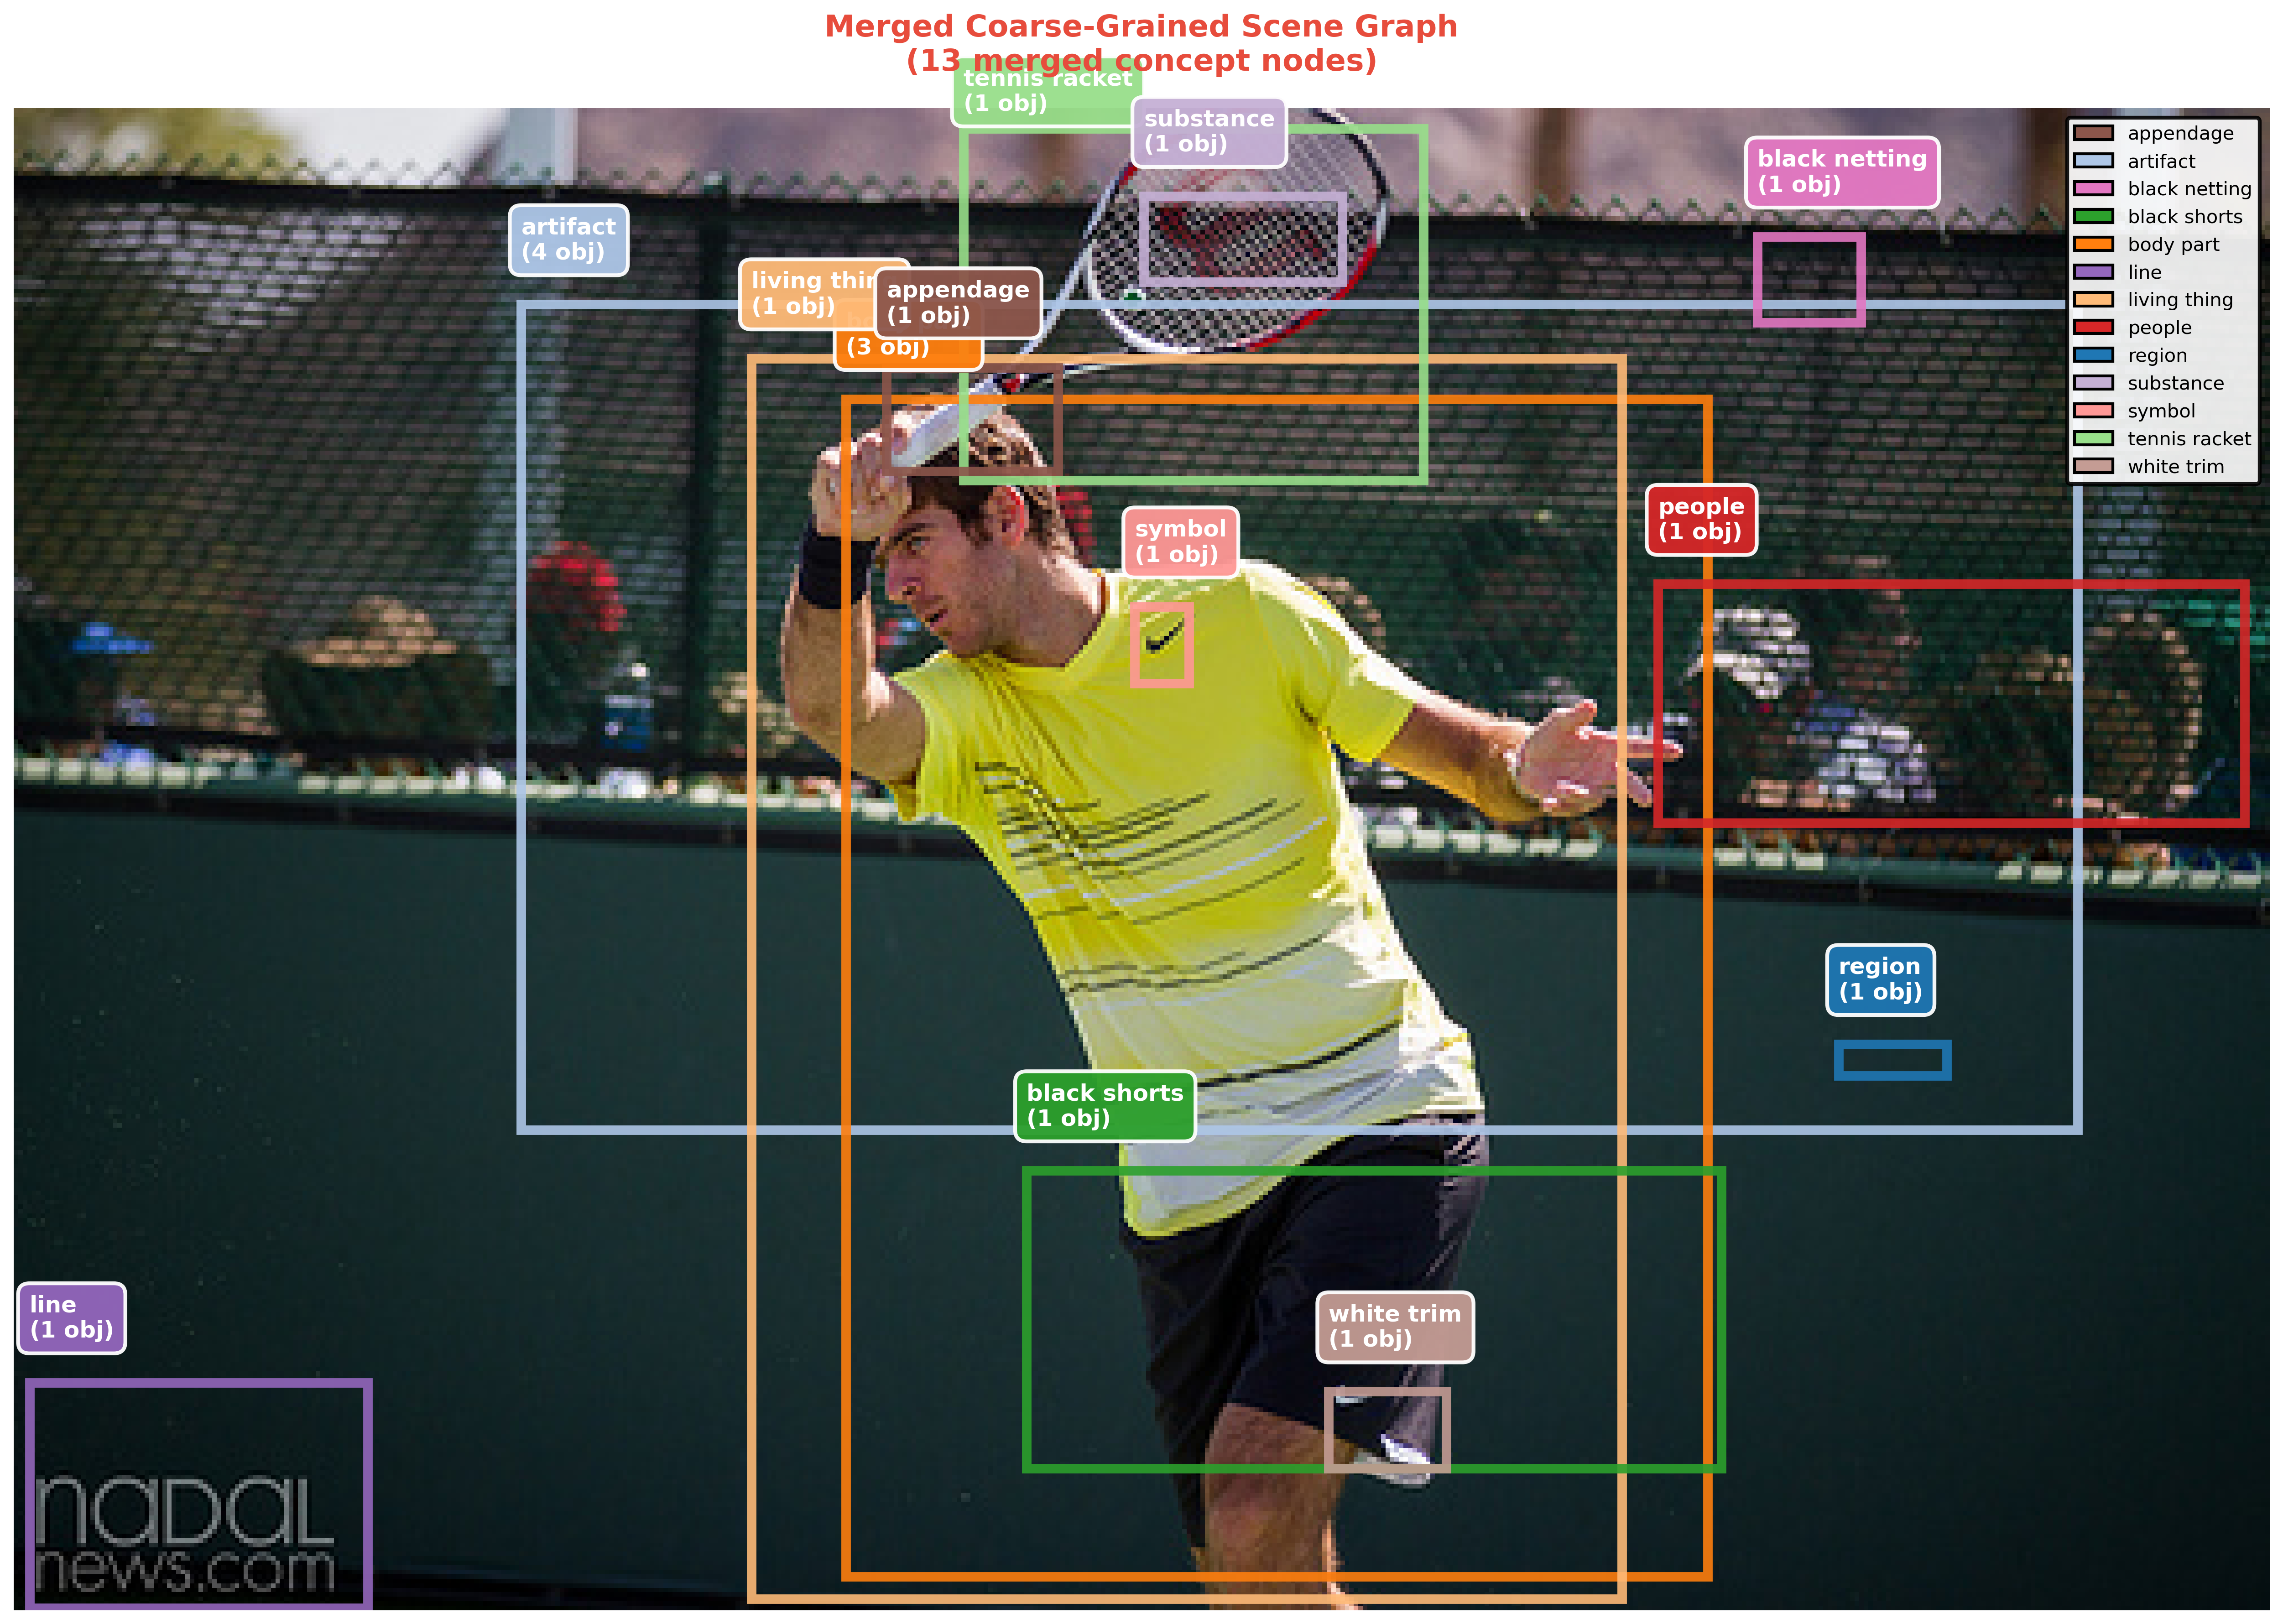 Merged Coarse-Grained Scene Graph
(13 merged concept nodes)
tennis racket
(1 obj)
substance
(1 obj)
black netting
(1 obj)
artifact
(4 obj)
living thin
(1 obj)
appendage
(1 obj)
(3 obj)
people
(1 obj)
symbol
(1 obj)
region
(1 obj)
black shorts
(1 obj)
white trim
(1 obj)
line
(1 obj)
nadal
news.com
appendage
artifact
black netting
black shorts
body part
line
living thing
people
region
substance
symbol
tennis racket
white trim